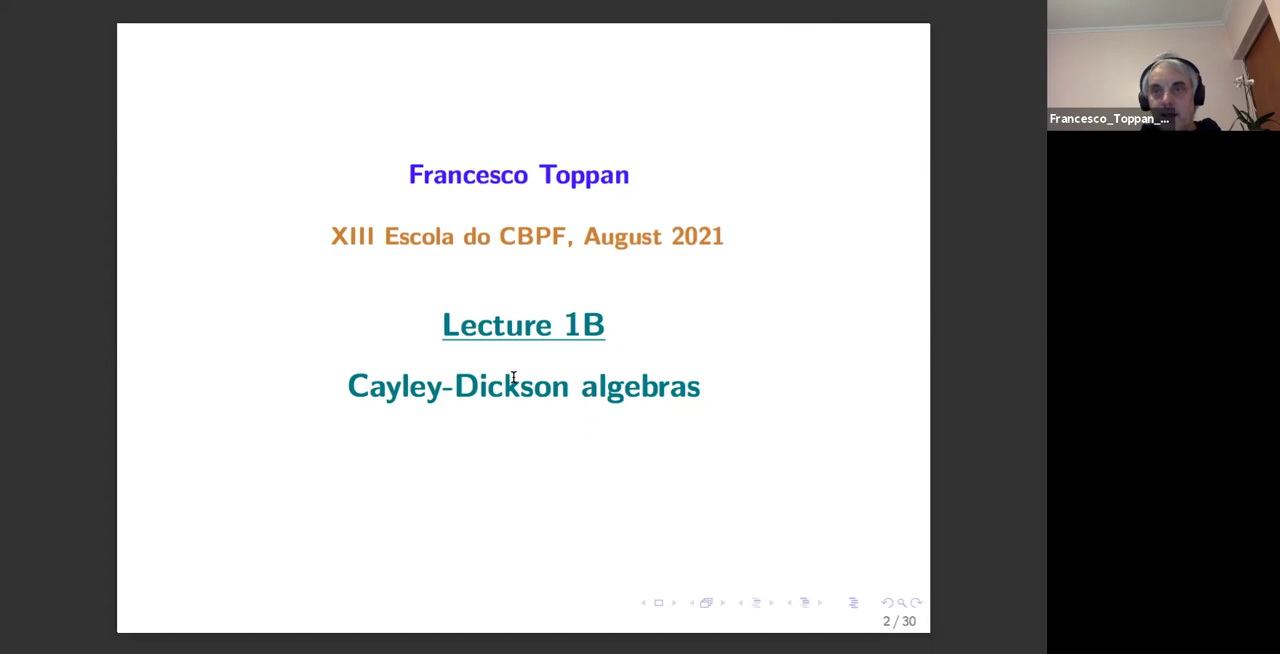 Francesco Toppan
XIII Escola do CBPF, August 2021
Lecture 1B
Cayley-Dickson algebras
2 / 30
Francesco_Toppan_...